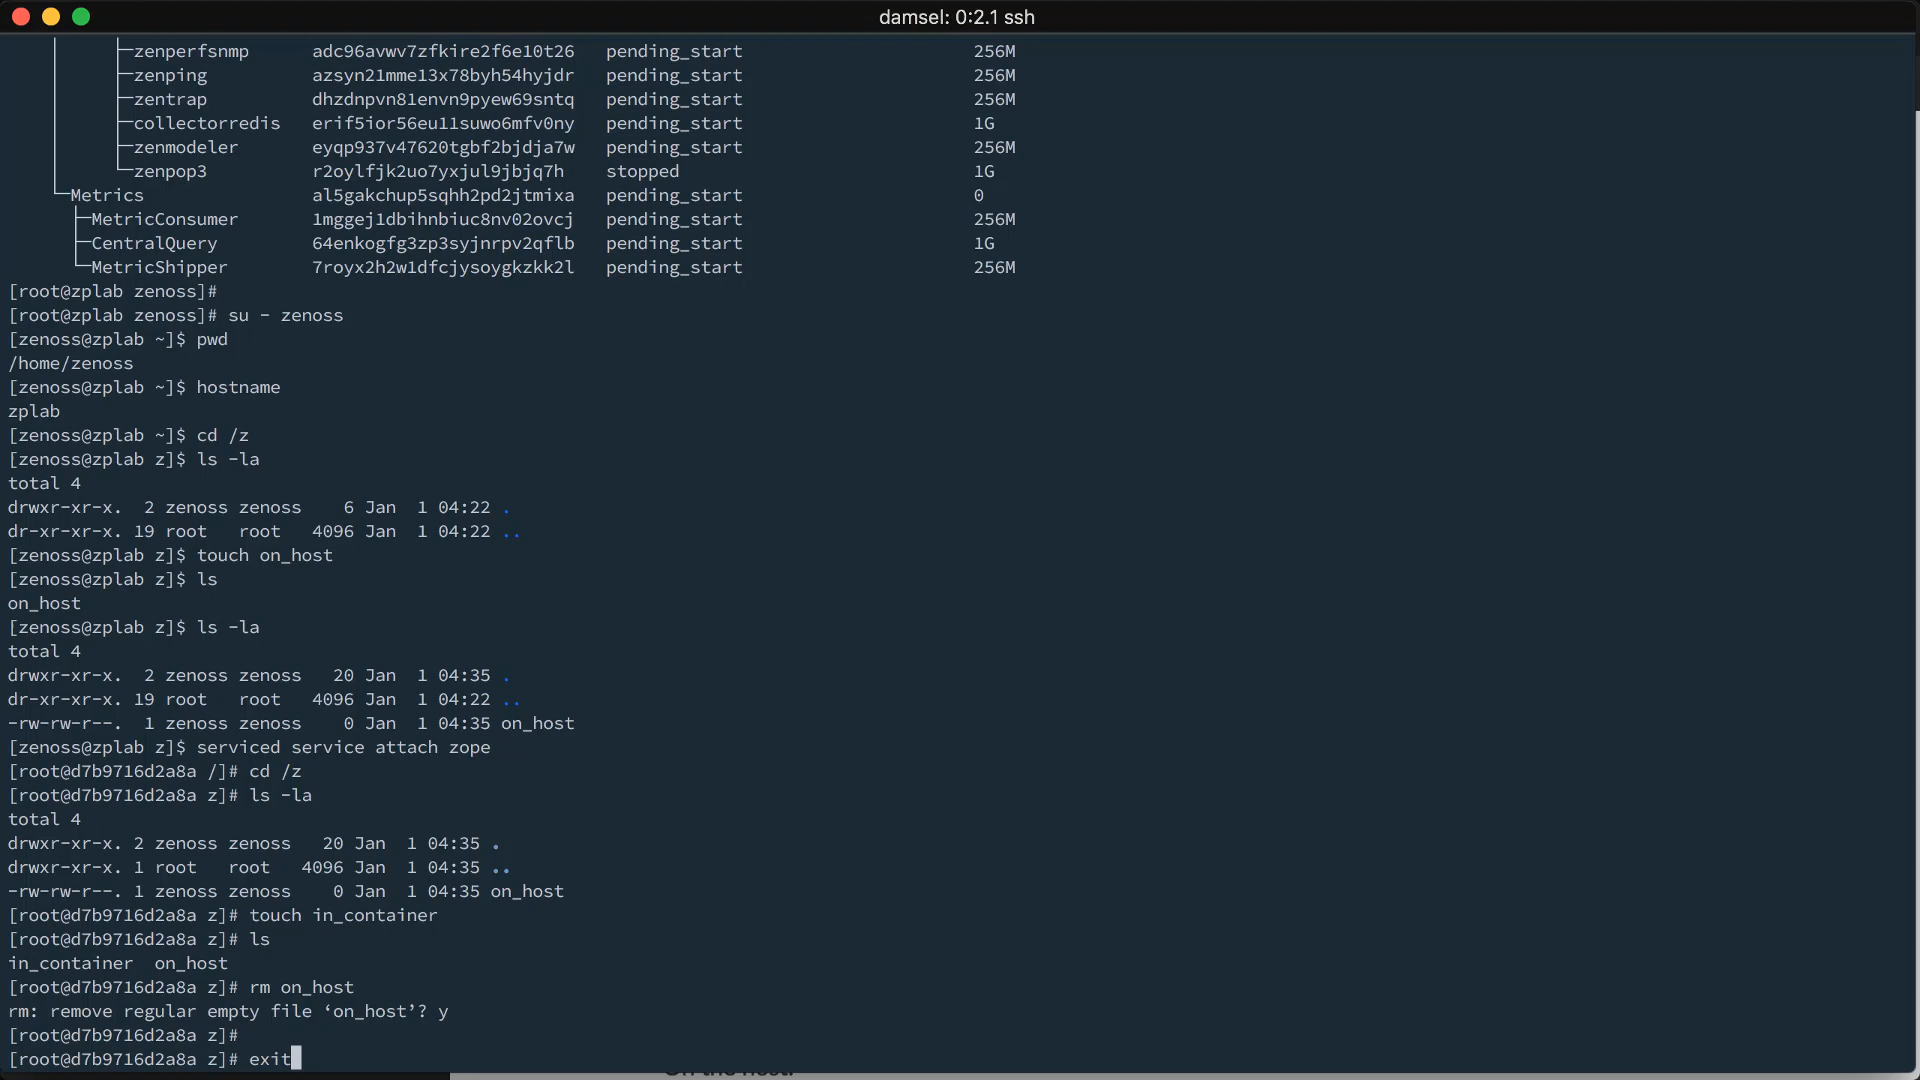 damsel: 0:2.1 ssh
├─zenperfsnmp adc96avwv7zfkire2f6e10t26 pending_start 256M
├─zenping azsyn21mme13x78byh54hyjdr pending_start 256M
├─zentrap dhzdnpvn81envn9pyew69sntq pending_start 256M
├─collectorredis erif5ior56eu11suwo6mfv0ny pending_start 1G
├─zenmodeler eyqp937v47620tgbf2bjdja7w pending_start 256M
└─zenpop3 r2oylfjk2uo7yxjul9jbjq7h stopped 1G
└─Metrics al5gakchup5sqhh2pd2jtmixa pending_start 0
├─MetricConsumer 1mggej1dbihnbiuc8nv02ovcj pending_start 256M
├─CentralQuery 64enkogfg3zp3syjnrpv2qflb pending_start 1G
└─MetricShipper 7royx2h2w1dfcjysoygkzkk2l pending_start 256M
[root@zplab zenoss]#
[root@zplab zenoss]# su - zenoss
[zenoss@zplab ~]$ pwd
/home/zenoss
[zenoss@zplab ~]$ hostname
zplab
[zenoss@zplab ~]$ cd /z
[zenoss@zplab z]$ ls -la
total 4
drwxr-xr-x. 2 zenoss zenoss 6 Jan 1 04:22 .
dr-xr-xr-x. 19 root root 4096 Jan 1 04:22 ..
[zenoss@zplab z]$ touch on_host
[zenoss@zplab z]$ ls
on_host
[zenoss@zplab z]$ ls -la
total 4
drwxr-xr-x. 2 zenoss zenoss 20 Jan 1 04:35 .
dr-xr-xr-x. 19 root root 4096 Jan 1 04:22 ..
-rw-rw-r--. 1 zenoss zenoss 0 Jan 1 04:35 on_host
[zenoss@zplab z]$ serviced service attach zope
[root@d7b9716d2a8a /]# cd /z
[root@d7b9716d2a8a z]# ls -la
total 4
drwxr-xr-x. 2 zenoss zenoss 20 Jan 1 04:35 .
drwxr-xr-x. 1 root root 4096 Jan 1 04:35 ..
-rw-rw-r--. 1 zenoss zenoss 0 Jan 1 04:35 on_host
[root@d7b9716d2a8a z]# touch in_container
[root@d7b9716d2a8a z]# ls
in_container on_host
[root@d7b9716d2a8a z]# rm on_host
rm: remove regular empty file ‘on_host’? y
[root@d7b9716d2a8a z]#
[root@d7b9716d2a8a z]# exit